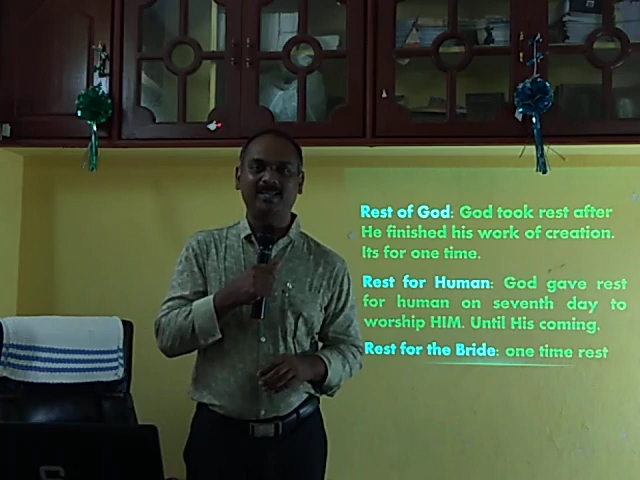 Rest of God: God took rest after
He finished his work of creation.
Its for one time.
Rest for Human: God gave rest
for human on seventh day to
worship HIM. Until His coming.
Rest for the Bride: one time rest